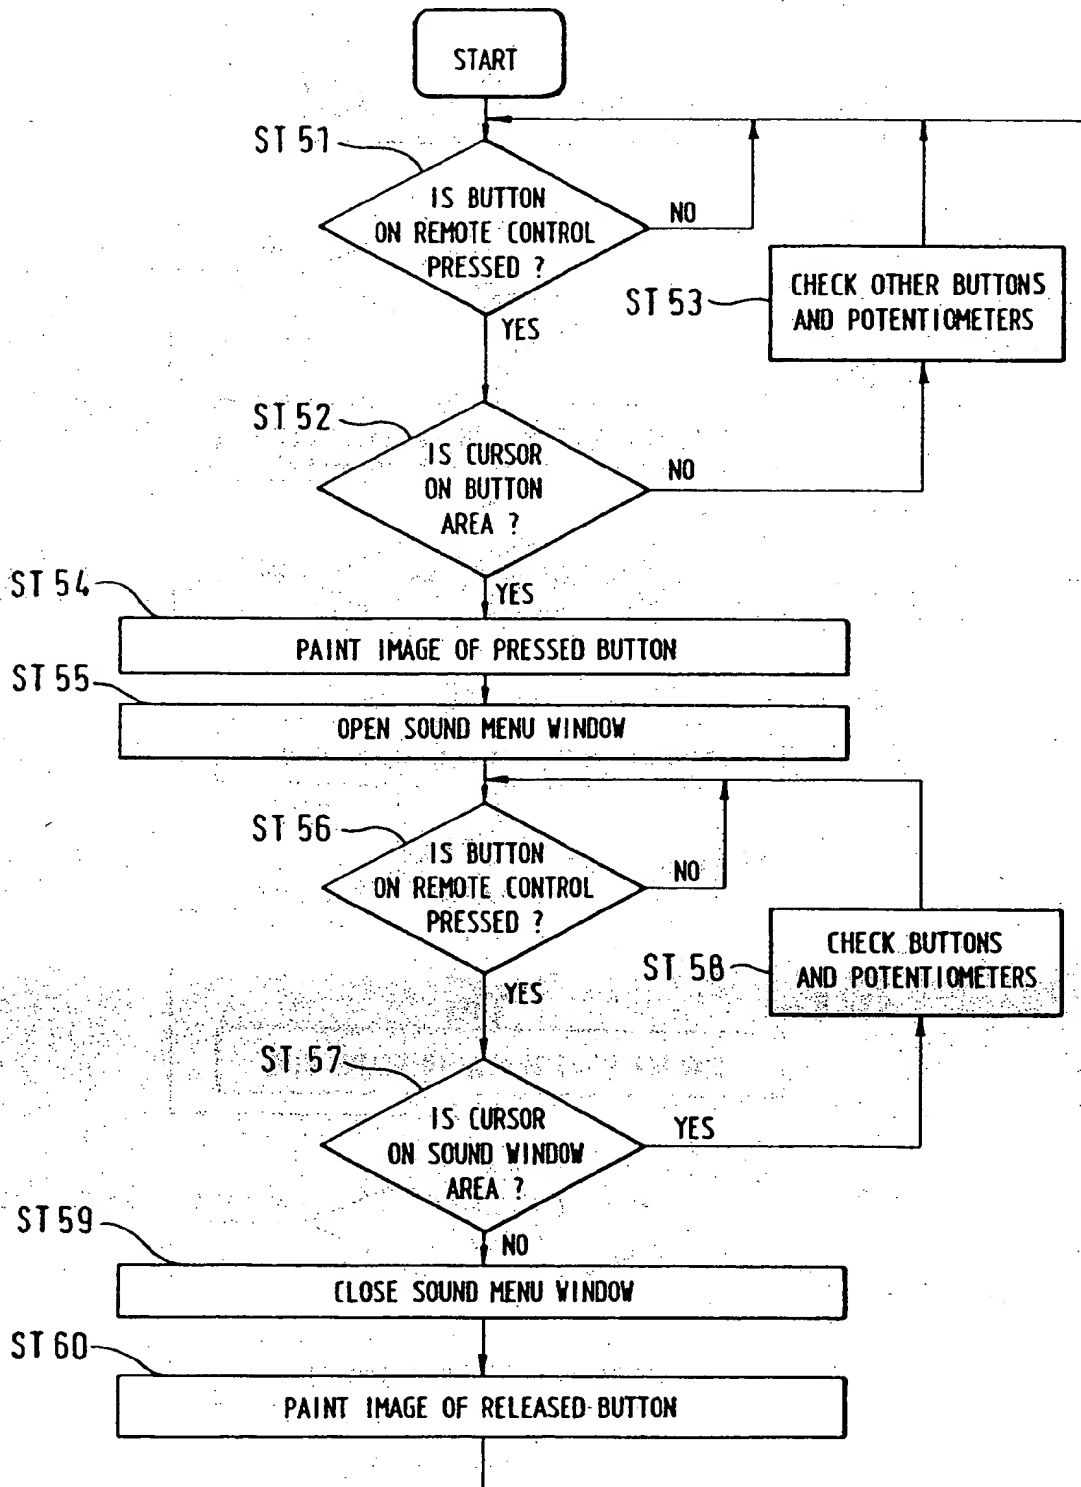 START
ST 51
IS BUTTON
ON REMOTE CONTROL
PRESSED ?
NO
YES
ST 53
CHECK OTHER BUTTONS
AND POTENTIOMETERS
ST 52
IS CURSOR
ON BUTTON
AREA ?
NO
YES
ST 54
PAINT IMAGE OF PRESSED BUTTON
ST 55
OPEN SOUND MENU WINDOW
ST 56
IS BUTTON
ON REMOTE CONTROL
PRESSED ?
NO
YES
ST 58
CHECK BUTTONS
AND POTENTIOMETERS
ST 57
IS CURSOR
ON SOUND WINDOW
AREA ?
YES
NO
ST 59
CLOSE SOUND MENU WINDOW
ST 60
PAINT IMAGE OF RELEASED BUTTON